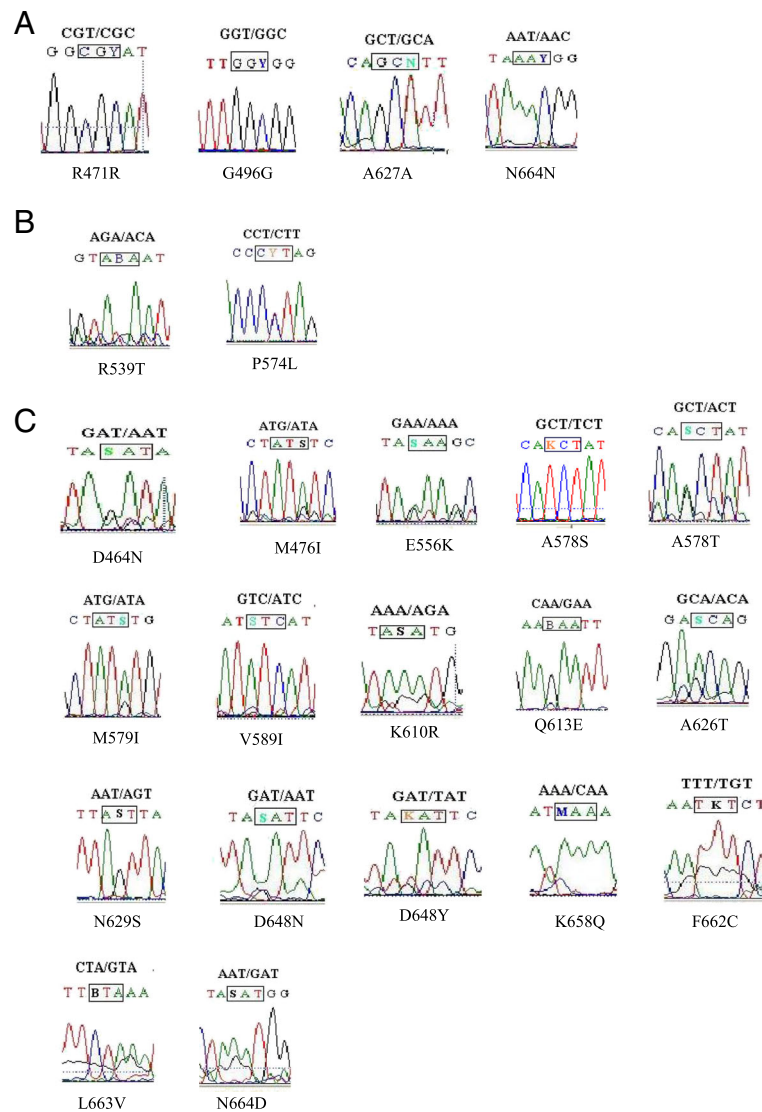 A
CGT/CGC GGT/GGC GCT/GCA AAT/AAC
G G C G Y A T T T G G Y G G C A G C N T T T A A A Y G G
R471R G496G A627A N664N
B
AGA/ACA CCT/CTT
G T A B A A T C C C Y T A G
R539T P574L
C
GAT/AAT ATG/ATA GAA/AAA GCT/TCT GCT/ACT
T A S A T A C T A T S T C T A S A A G C C A K C T A T C A S C T A T
D464N M476I E556K A578S A578T
ATG/ATA GTC/ATC AAA/AGA CAA/GAA GCA/ACA
C T A T S T G A T S T C A T T A S A T G A A B A A T T G A S C A G
M579I V589I K610R Q613E A626T
AAT/AGT GAT/AAT GAT/TAT AAA/CAA TTT/TGT
T T A S T T A T A S A T T C T A K A T T C A T M A A A A A T K T C T
N629S D648N D648Y K658Q F662C
CTA/GTA AAT/GAT
T T B T A A A T A S A T G G
L663V N664D